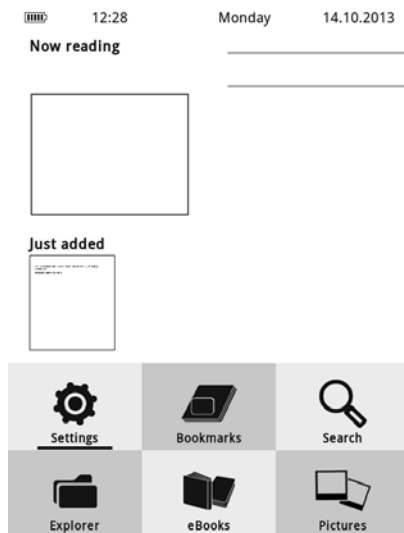 12:28 Monday 14.10.2013
Now reading
Just added
Settings Bookmarks Search
Explorer eBooks Pictures